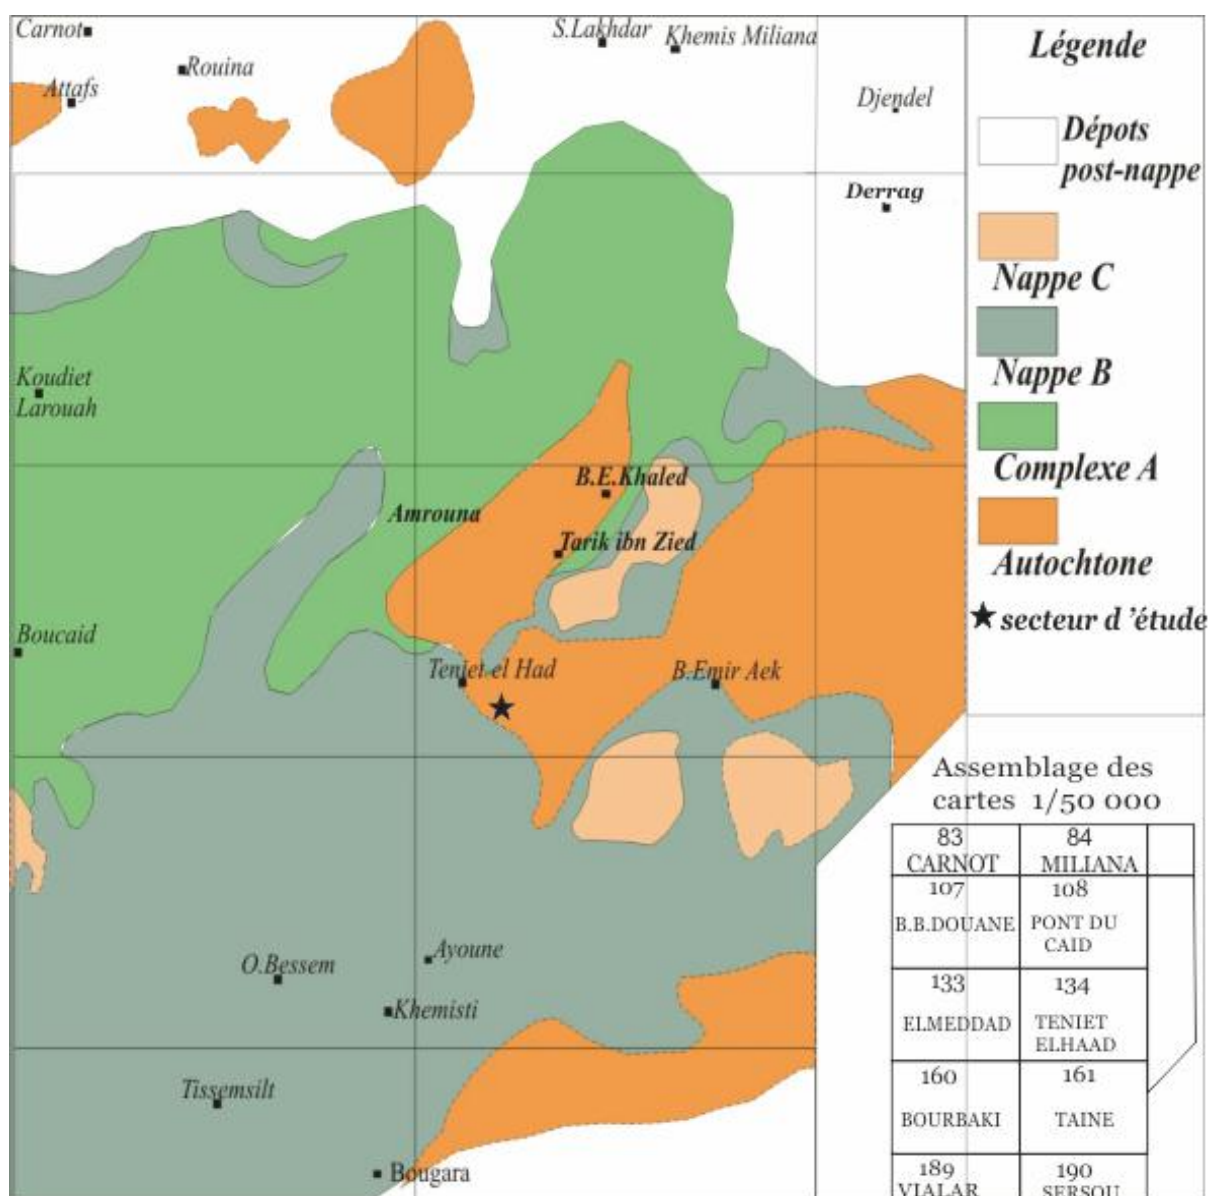 Carnot
S.Lakhdar
Khemis Miliana
Rouina
Attafs
Djendel
Derrag
Koudiet
Larouah
B.E.Khaled
Amrouna
Tarik ibn Zied
Boucaid
Teniet el Had
B.Emir Aek
Ayoune
O.Bessem
Khemisti
Tissemsilt
Bougara
Légende
Dépots
post-nappe
Nappe C
Nappe B
Complexe A
Autochtone
secteur d 'étude
Assemblage des
cartes 1/50 000
83
CARNOT
84
MILIANA
107
B.B.DOUANE
108
PONT DU
CAID
133
ELMEDDAD
134
TENIET
ELHAAD
160
BOURBAKI
161
TAINE
189
VIALAR
190
SERSOU